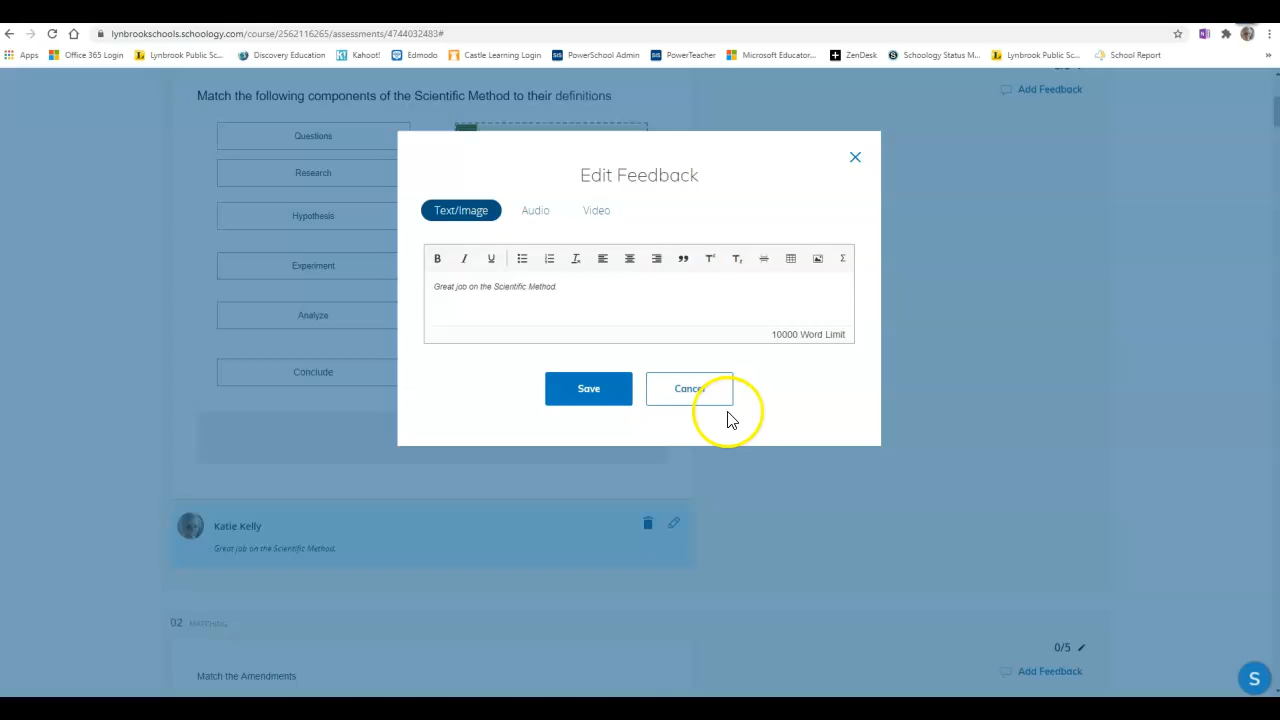 lynbrookschools.schoology.com/course/2562116265/assessments/4744032483#
Apps Office 365 Login Lynbrook Public Sc... Discovery Education Kahoot! Edmodo Castle Learning Login PowerSchool Admin PowerTeacher Microsoft Educator... ZenDesk Schoology Status M... Lynbrook Public Sc... School Report »
Add Feedback
Match the following components of the Scientific Method to their definitions
Questions
Research
Hypothesis
Experiment
Analyze
Conclude
Edit Feedback
Text/Image Audio Video
B I U
Great job on the Scientific Method.
10000 Word Limit
Save Cancel
Katie Kelly
Great job on the Scientific Method.
02 MATCHING
0/5
Add Feedback
Match the Amendments
S